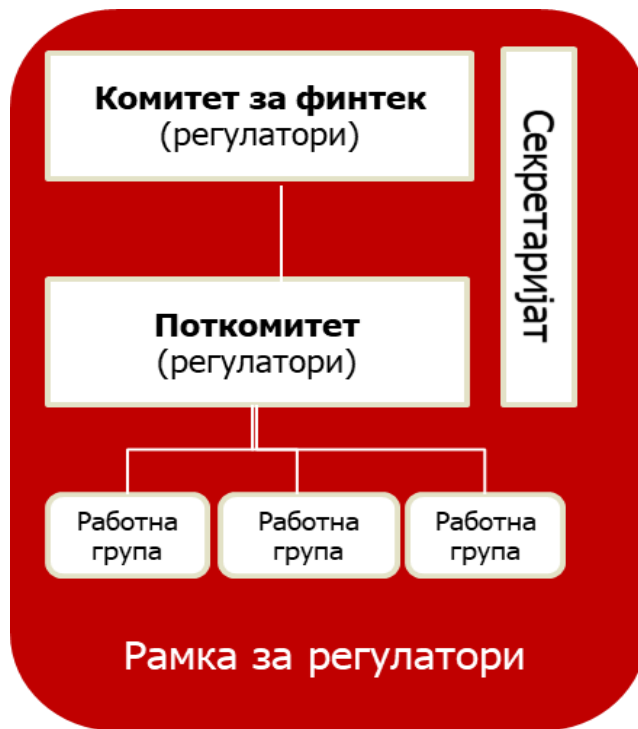 Комитет за финтек
(регулатори)
Секретаријат
Поткомитет
(регулатори)
Работна
група
Работна
група
Работна
група
Рамка за регулатори